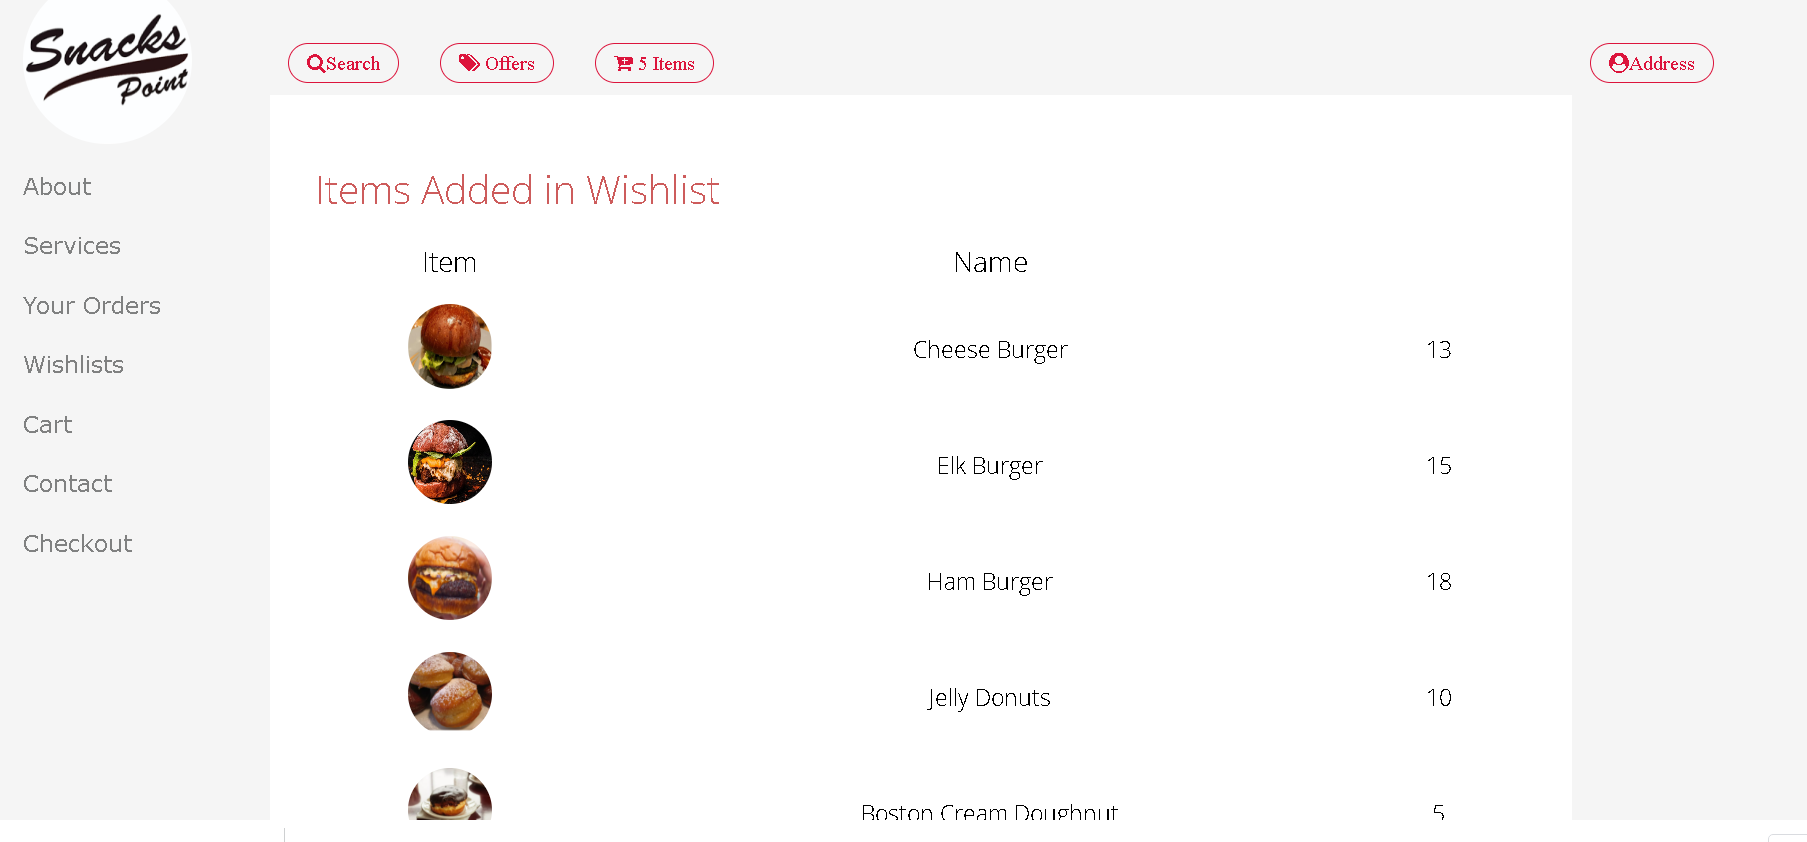 Snacks
Point
Search
Offers
5 Items
Address
About
Services
Your Orders
Wishlists
Cart
Contact
Checkout
Items Added in Wishlist
Item Name
Cheese Burger 13
Elk Burger 15
Ham Burger 18
Jelly Donuts 10
Boston Cream Doughnut 5